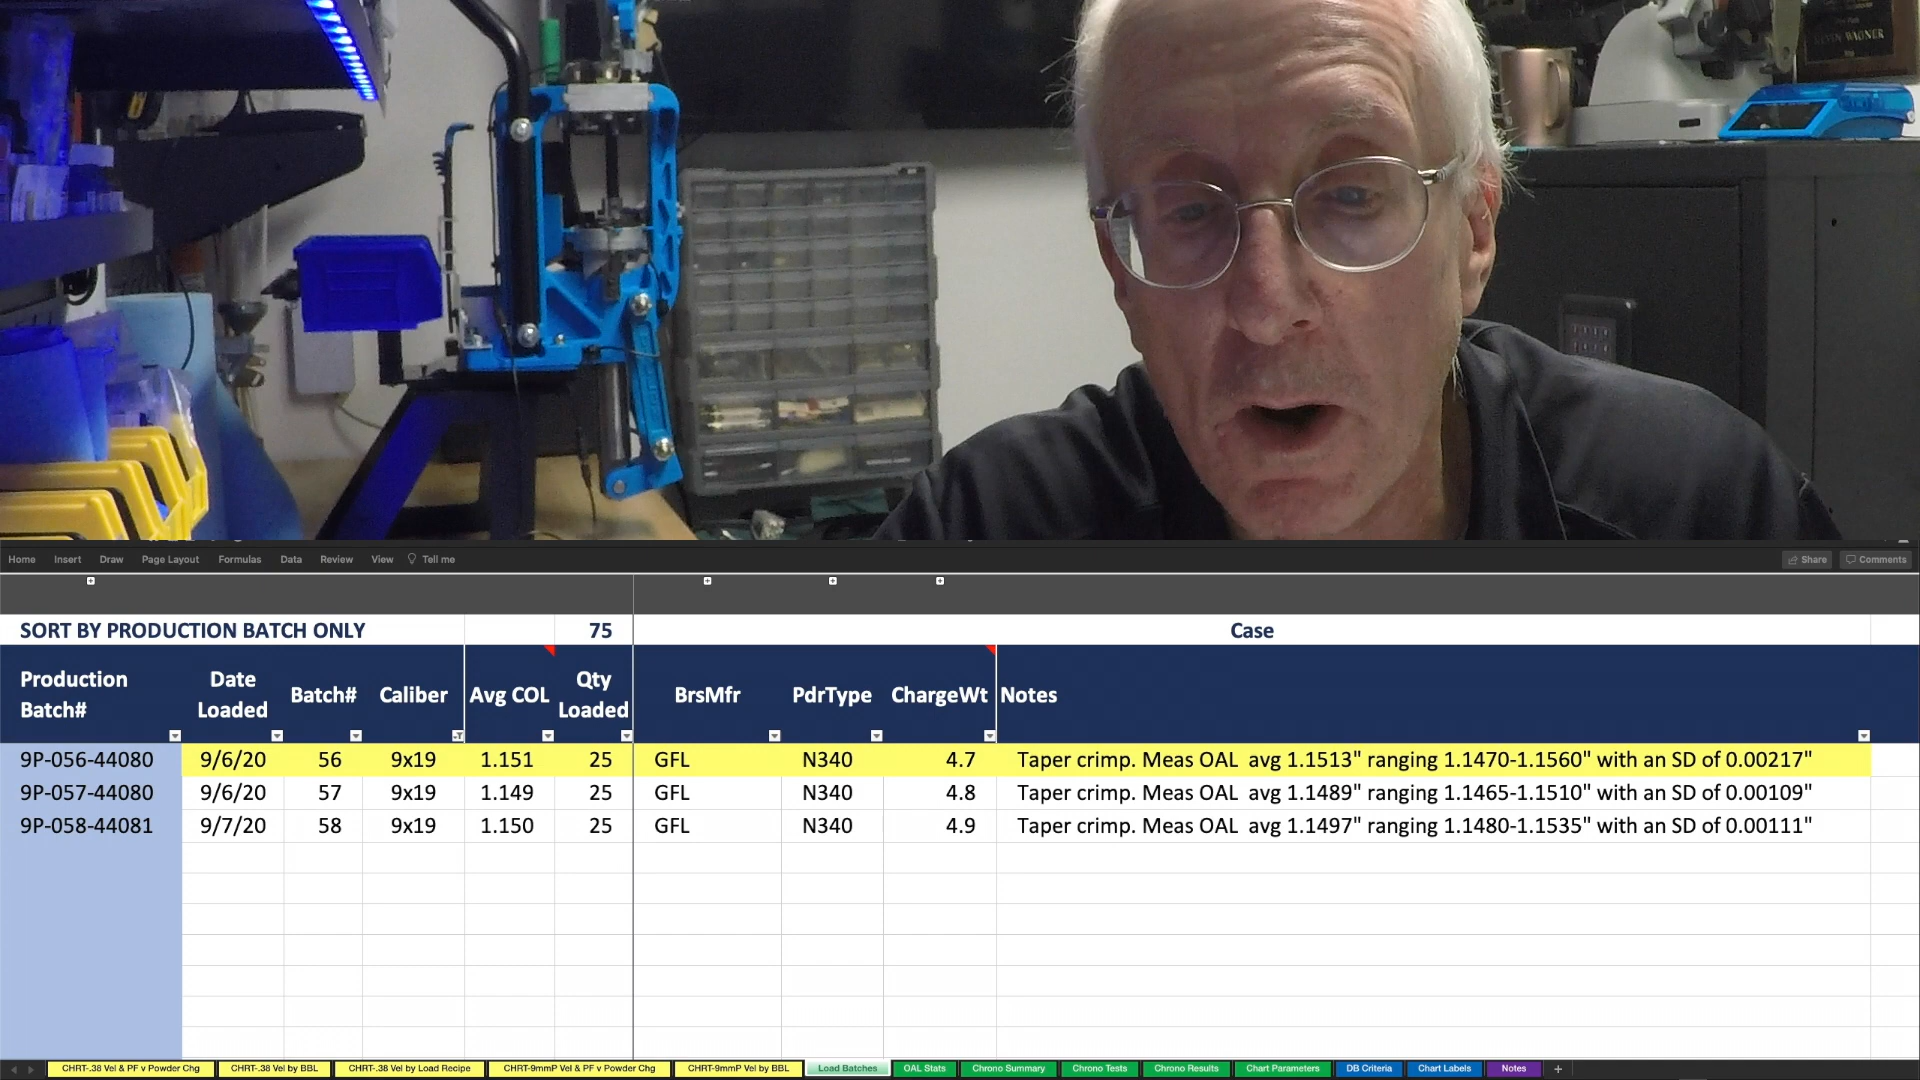 KEVIN WAGNER
Home Insert Draw Page Layout Formulas Data Review View Tell me Share Comments
SORT BY PRODUCTION BATCH ONLY 75 Case
Production Batch# Date Loaded Batch# Caliber Avg COL Qty Loaded BrsMfr PdrType ChargeWt Notes
9P-056-44080 9/6/20 56 9x19 1.151 25 GFL N340 4.7 Taper crimp. Meas OAL avg 1.1513" ranging 1.1470-1.1560" with an SD of 0.00217"
9P-057-44080 9/6/20 57 9x19 1.149 25 GFL N340 4.8 Taper crimp. Meas OAL avg 1.1489" ranging 1.1465-1.1510" with an SD of 0.00109"
9P-058-44081 9/7/20 58 9x19 1.150 25 GFL N340 4.9 Taper crimp. Meas OAL avg 1.1497" ranging 1.1480-1.1535" with an SD of 0.00111"
CHRT-.38 Vel & PF v Powder Chg CHRT-.38 Vel by BBL CHRT-.38 Vel by Load Recipe CHRT-9mmP Vel & PF v Powder Chg CHRT-9mmP Vel by BBL Load Batches OAL Stats Chrono Summary Chrono Tests Chrono Results Chart Parameters DB Criteria Chart Labels Notes +